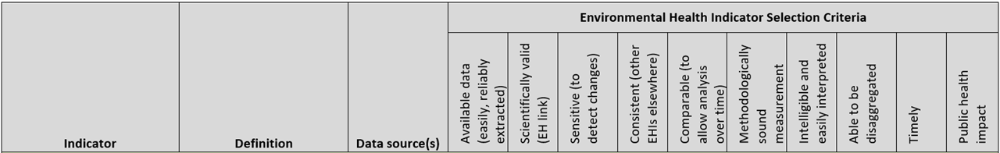 Environmental Health Indicator Selection Criteria
Indicator
Definition
Data source(s)
Available data
(easily, reliably
extracted)
Scientifically valid
(EH link)
Sensitive (to
detect changes)
Consistent (other
EHIs elsewhere)
Comparable (to
allow analysis
over time)
Methodologically
sound
measurement
Intelligible and
easily interpreted
Able to be
disaggregated
Timely
Public health
impact